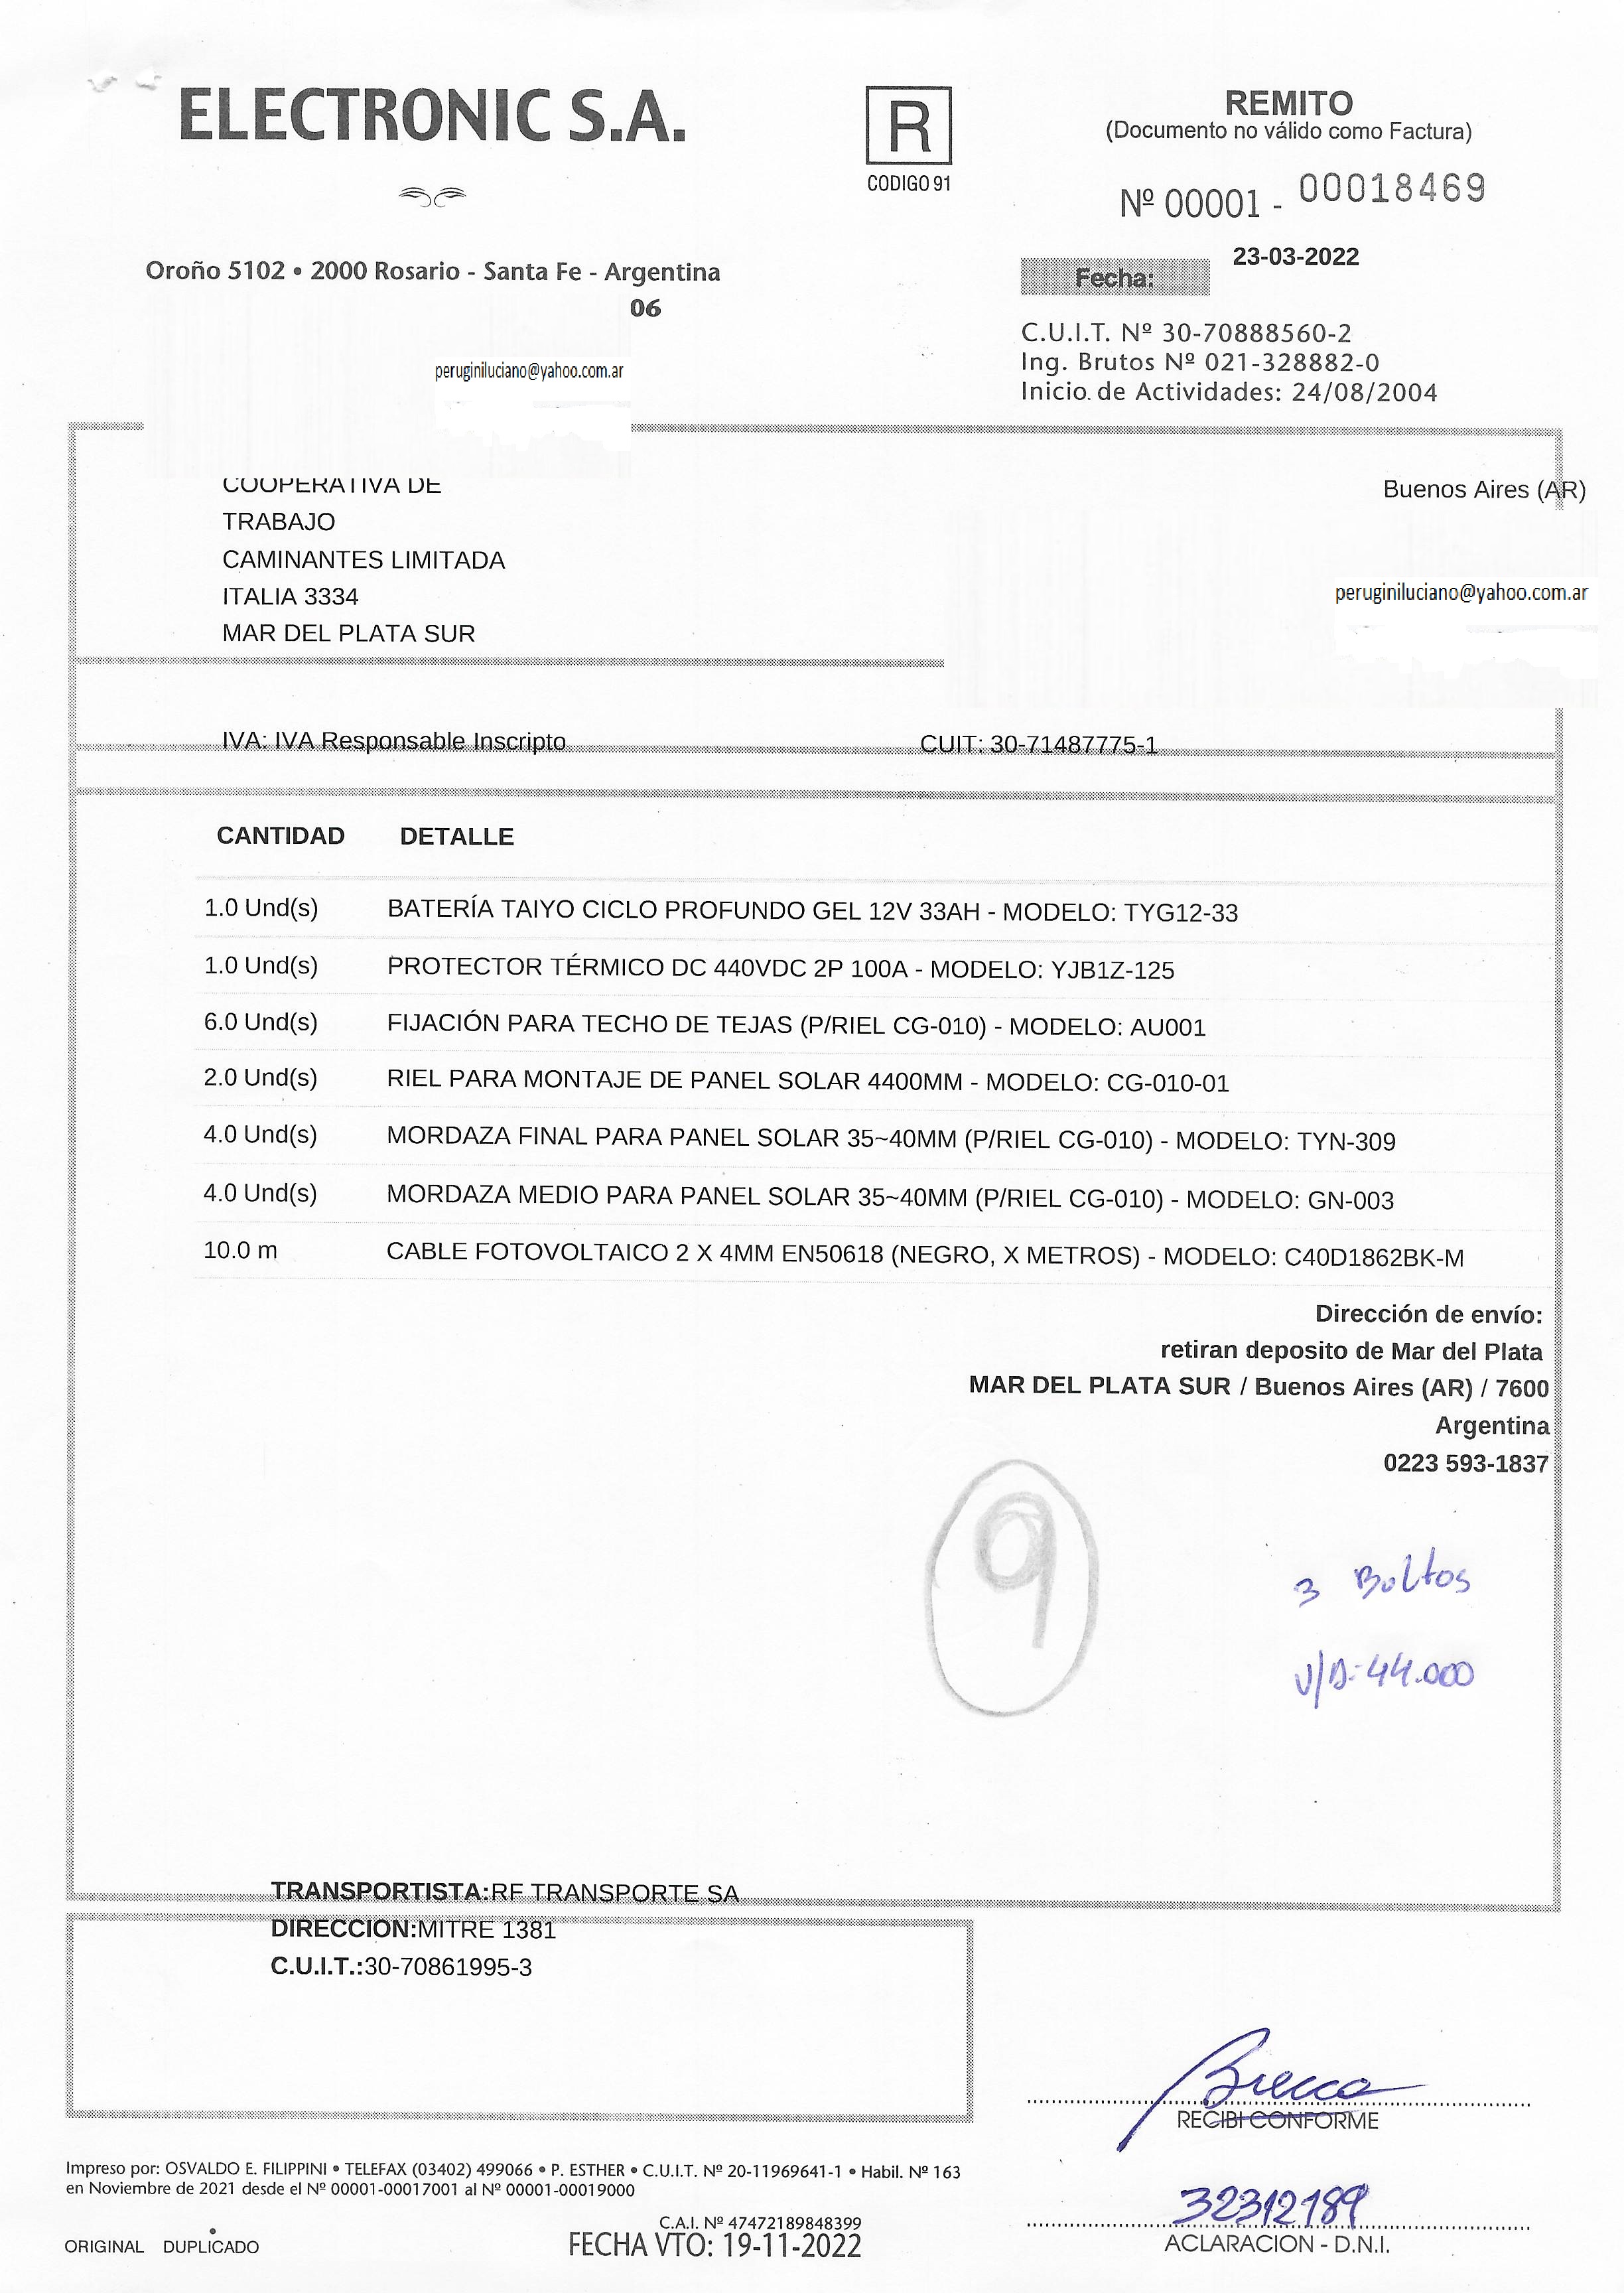 ELECTRONIC S.A.
R
CODIGO 91
REMITO
(Documento no válido como Factura)
Nº 00001 - 00018469
Oroño 5102 • 2000 Rosario - Santa Fe - Argentina
06
Fecha: 23-03-2022
C.U.I.T. Nº 30-70888560-2
Ing. Brutos Nº 021-328882-0
Inicio de Actividades: 24/08/2004
peruginiluciano@yahoo.com.ar
COOPERATIVA DE
TRABAJO
CAMINANTES LIMITADA
ITALIA 3334
MAR DEL PLATA SUR
Buenos Aires (AR)
peruginiluciano@yahoo.com.ar
IVA: IVA Responsable Inscripto CUIT: 30-71487775-1
CANTIDAD DETALLE
1.0 Und(s) BATERÍA TAIYO CICLO PROFUNDO GEL 12V 33AH - MODELO: TYG12-33
1.0 Und(s) PROTECTOR TÉRMICO DC 440VDC 2P 100A - MODELO: YJB1Z-125
6.0 Und(s) FIJACIÓN PARA TECHO DE TEJAS (P/RIEL CG-010) - MODELO: AU001
2.0 Und(s) RIEL PARA MONTAJE DE PANEL SOLAR 4400MM - MODELO: CG-010-01
4.0 Und(s) MORDAZA FINAL PARA PANEL SOLAR 35~40MM (P/RIEL CG-010) - MODELO: TYN-309
4.0 Und(s) MORDAZA MEDIO PARA PANEL SOLAR 35~40MM (P/RIEL CG-010) - MODELO: GN-003
10.0 m CABLE FOTOVOLTAICO 2 X 4MM EN50618 (NEGRO, X METROS) - MODELO: C40D1862BK-M
Dirección de envío:
retiran deposito de Mar del Plata
MAR DEL PLATA SUR / Buenos Aires (AR) / 7600
Argentina
0223 593-1837
9
3 Bultos
V/D: 44.000
TRANSPORTISTA:RF TRANSPORTE SA
DIRECCION:MITRE 1381
C.U.I.T.:30-70861995-3
RECIBI CONFORME
32312189
ACLARACION - D.N.I.
Impreso por: OSVALDO E. FILIPPINI • TELEFAX (03402) 499066 • P. ESTHER • C.U.I.T. Nº 20-11969641-1 • Habil. Nº 163
en Noviembre de 2021 desde el Nº 00001-00017001 al Nº 00001-00019000
C.A.I. Nº 47472189848399
FECHA VTO: 19-11-2022
ORIGINAL DUPLICADO